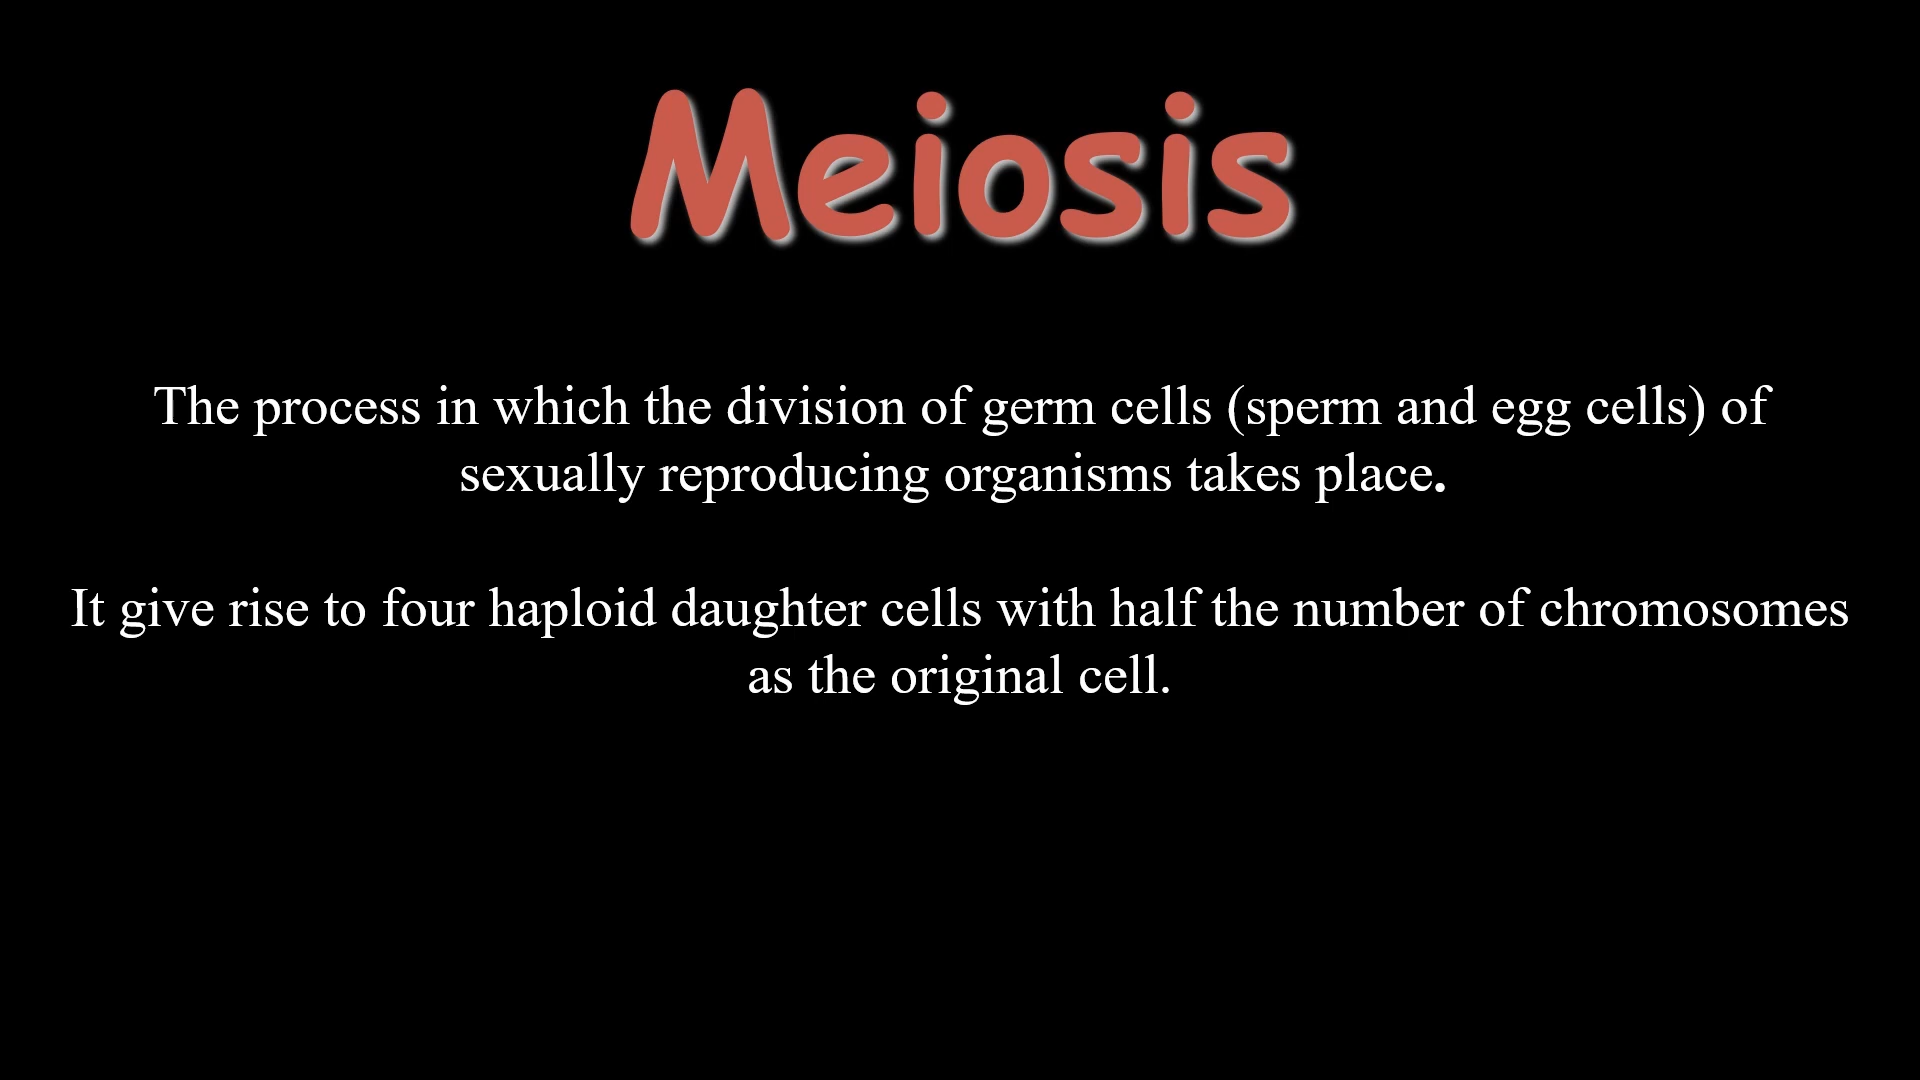 Meiosis
The process in which the division of germ cells (sperm and egg cells) of
sexually reproducing organisms takes place.
It give rise to four haploid daughter cells with half the number of chromosomes
as the original cell.